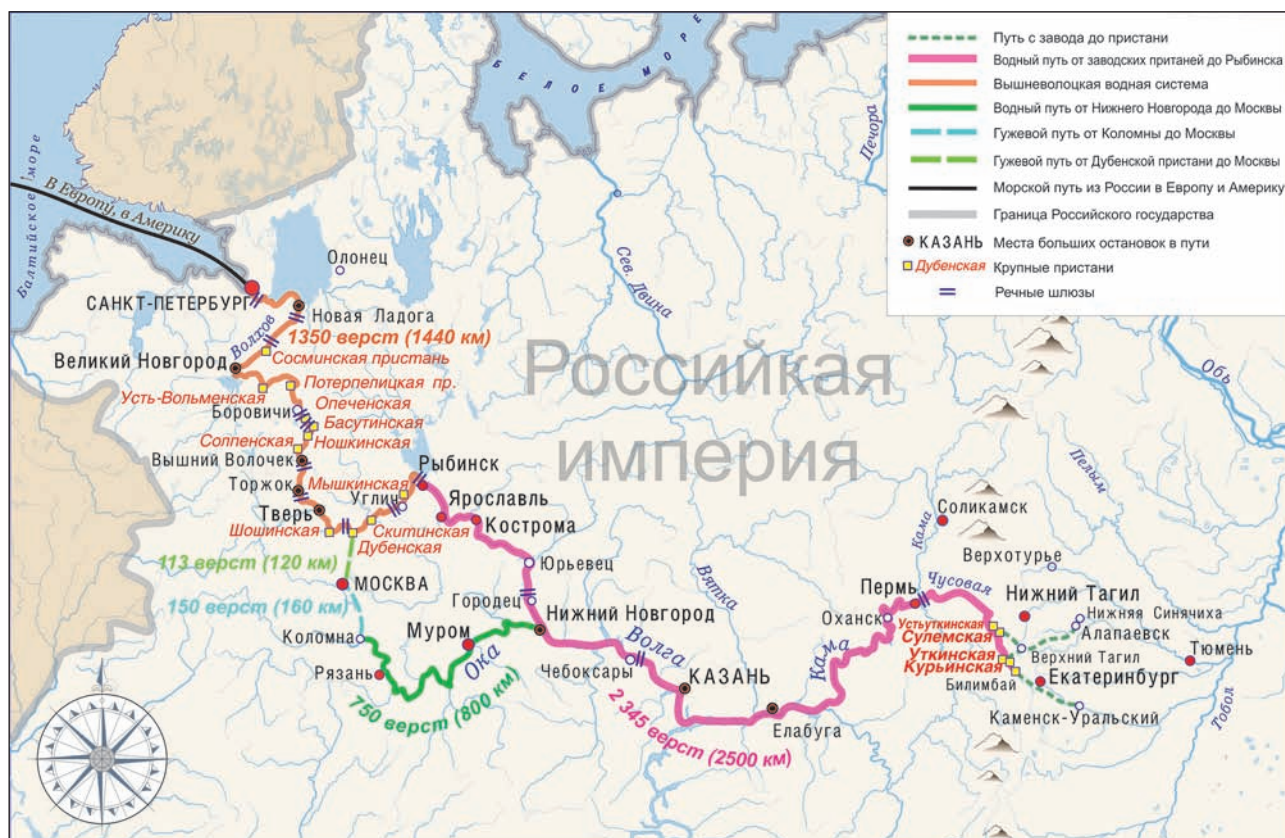 БЕЛОЕ МОРЕ
Печора
Путь с завода до пристани
Водный путь от заводских пританей до Рыбинска
Вышневолоцкая водная система
Водный путь от Нижнего Новгорода до Москвы
Гужевой путь от Коломны до Москвы
Гужевой путь от Дубенской пристани до Москвы
Морской путь из России в Европу и Америку
Граница Российского государства
КАЗАНЬ Места больших остановок в пути
Дубенская Крупные пристани
Речные шлюзы
Балтийское море
В Европу, в Америку
Олонец
Сев. Двина
САНКТ-ПЕТЕРБУРГ
Новая Ладога
Волхов
1350 верст (1440 км)
Сосминская пристань
Великий Новгород
Потерпелицкая пр.
Усть-Вольменская
Опеченская
Боровичи
Басутинская
Солпенская
Ношкинская
Вышний Волочек
Рыбинск
Мышкинская
Торжок
Углич
Ярославль
Тверь
Кострома
Скитинская
Шошинская
Дубенская
Российкая
империя
Обь
Пелым
Кама
Соликамск
Верхотурье
113 верст (120 км)
Юрьевец
МОСКВА
Вятка
Пермь
Чусовая
Нижний Тагил
150 верст (160 км)
Городец
Нижний Новгород
Оханск
Устьуткинская
Нижняя Синячиха
Сулемская
Алапаевск
Коломна
Муром
Волга
Уткинская
Верхний Тагил
Тюмень
Курьинская
Ока
Чебоксары
Кама
Рязань
КАЗАНЬ
Билимбай
Екатеринбург
750 верст (800 км)
2 345 верст (2500 км)
Елабуга
Каменск-Уральский
Тобол